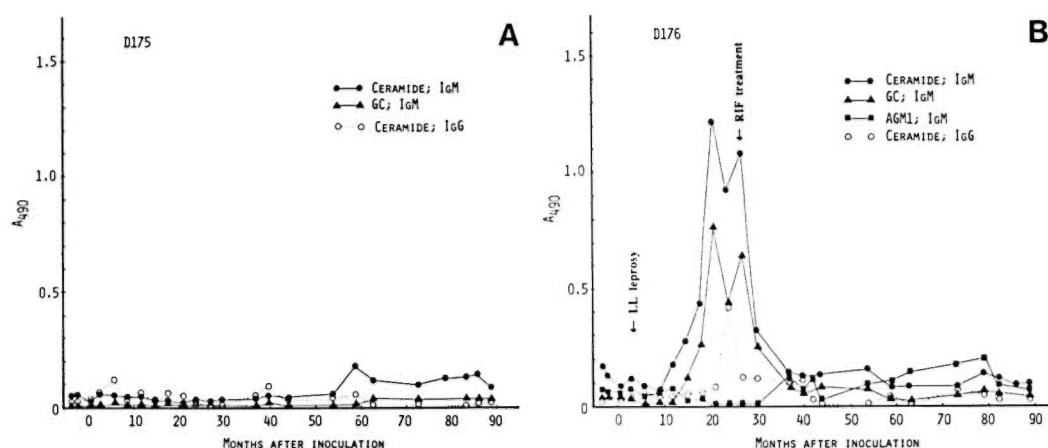 D175
A
CERAMIDE; IGM
GC; IGM
CERAMIDE; IGG
1.5
1.0
0.5
0
A490
0 10 20 30 40 50 60 70 80 90
MONTHS AFTER INOCULATION
D176
B
CERAMIDE; IGM
GC; IGM
AGM1; IGM
CERAMIDE; IGG
← LL leprosy
← RIF treatment
1.5
1.0
0.5
0
A490
0 10 20 30 40 50 60 70 80 90
MONTHS AFTER INOCULATION